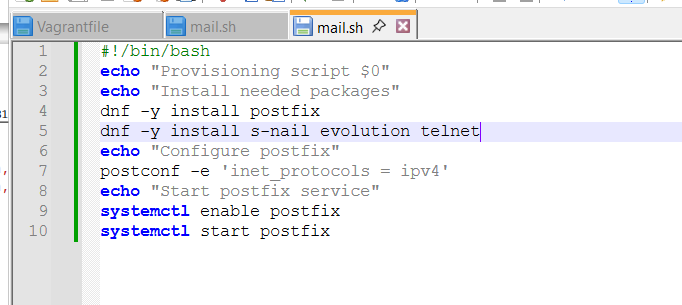 Vagrantfile
mail.sh
mail.sh
1 #!/bin/bash
2 echo "Provisioning script $0"
3 echo "Install needed packages"
4 dnf -y install postfix
5 dnf -y install s-nail evolution telnet
6 echo "Configure postfix"
7 postconf -e 'inet_protocols = ipv4'
8 echo "Start postfix service"
9 systemctl enable postfix
10 systemctl start postfix